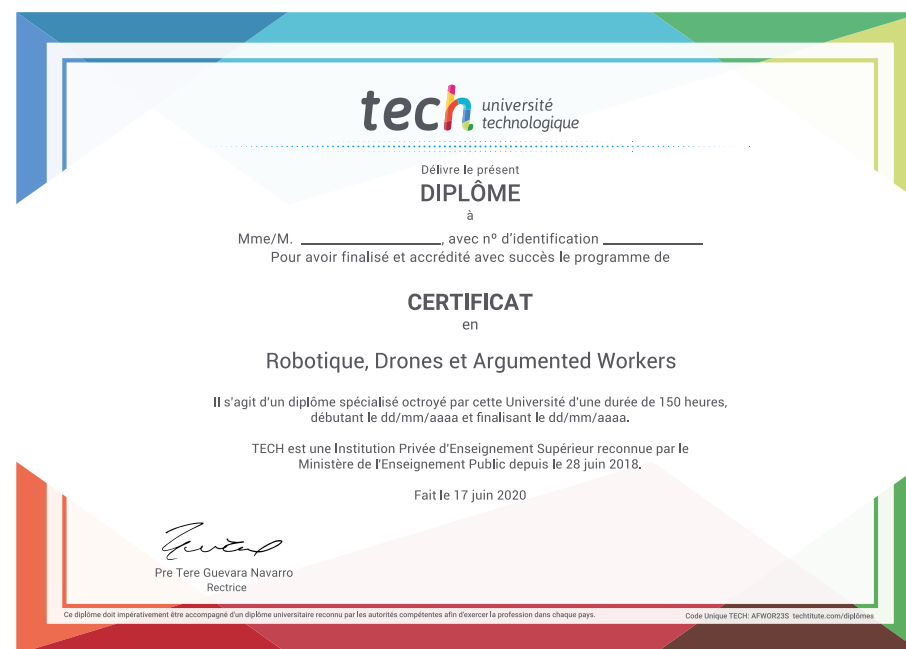 tech université
technologique
Délivre le présent
DIPLÔME
à
Mme/M. ____________________, avec nº d'identification ______________
Pour avoir finalisé et accrédité avec succès le programme de
CERTIFICAT
en
Robotique, Drones et Argumented Workers
Il s'agit d'un diplôme spécialisé octroyé par cette Université d'une durée de 150 heures,
débutant le dd/mm/aaaa et finalisant le dd/mm/aaaa.
TECH est une Institution Privée d'Enseignement Supérieur reconnue par le
Ministère de l'Enseignement Public depuis le 28 juin 2018.
Fait le 17 juin 2020
Pre Tere Guevara Navarro
Rectrice
Ce diplôme doit impérativement être accompagné d'un diplôme universitaire reconnu par les autorités compétentes afin d'exercer la profession dans chaque pays.
Code Unique TECH: AFWOR23S techtitute.com/diplômes